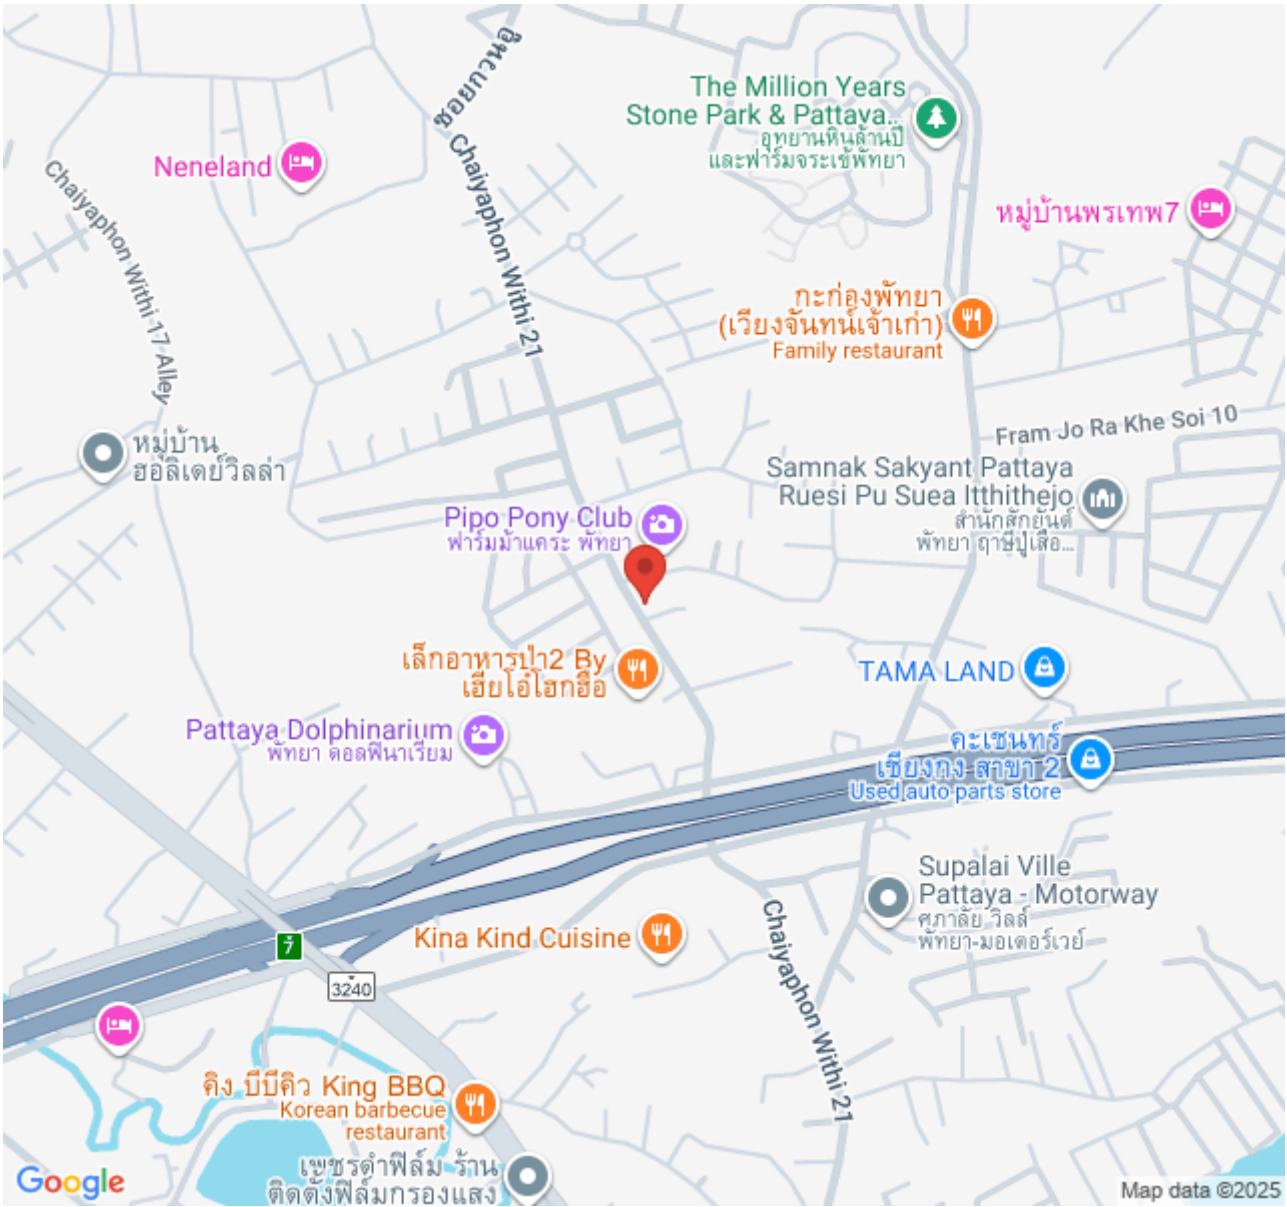 ซอยกวนอู
The Million Years
Stone Park & Pattaya..
อุทยานหินล้านปี
และฟาร์มจระเข้พัทยา
Chaiyaphon Withi 21
Neneland
Chaiyaphon Withi 17 Alley
หมู่บ้านพรเทพ7
กะก่องพัทยา
(เวียงจันทน์เจ้าเก่า)
Family restaurant
Fram Jo Ra Khe Soi 10
หมู่บ้าน
ฮอลิเดย์วิลล่า
Samnak Sakyant Pattaya
Ruesi Pu Suea Itthithejo
สำนักสักยันต์
พัทยา ฤาษีปู่เสือ...
Pipo Pony Club
ฟาร์มม้าแคระ พัทยา
เล็กอาหารป่า2 By
เฮียโอ๋โฮกฮือ
TAMA LAND
Pattaya Dolphinarium
พัทยา ดอลฟินาเรียม
คะเชนทร์
เชียงกง สาขา 2
Used auto parts store
Supalai Ville
Pattaya - Motorway
ศุภาลัย วิลล์
พัทยา-มอเตอร์เวย์
Kina Kind Cuisine
Chaiyaphon Withi 21
7
3240
คิง บีบีคิว King BBQ
Korean barbecue
restaurant
เพชรดำฟิล์ม ร้าน
ติดตั้งฟิล์มกรองแสง
Google
Map data ©2025